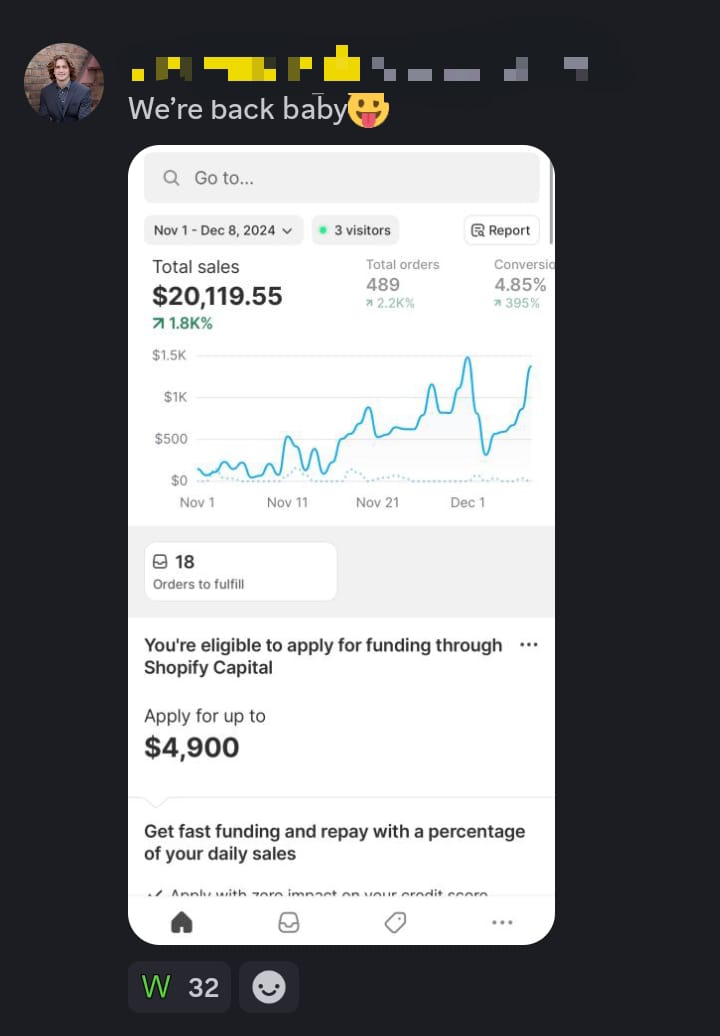 We're back baby😛
Go to...
Nov 1 - Dec 8, 2024
3 visitors
Report
Total sales
Total orders
$20,119.55
489
4.85%
1.8K%
2.2K%
395%
$1.5K
$1K
$500
$0
Nov 1
Nov 11
Nov 21
Dec 1
18
Orders to fulfill
You're eligible to apply for funding through
Shopify Capital
Apply for up to
$4,900
Get fast funding and repay with a percentage
of your daily sales
Apply with zero impact on your credit score
W 32